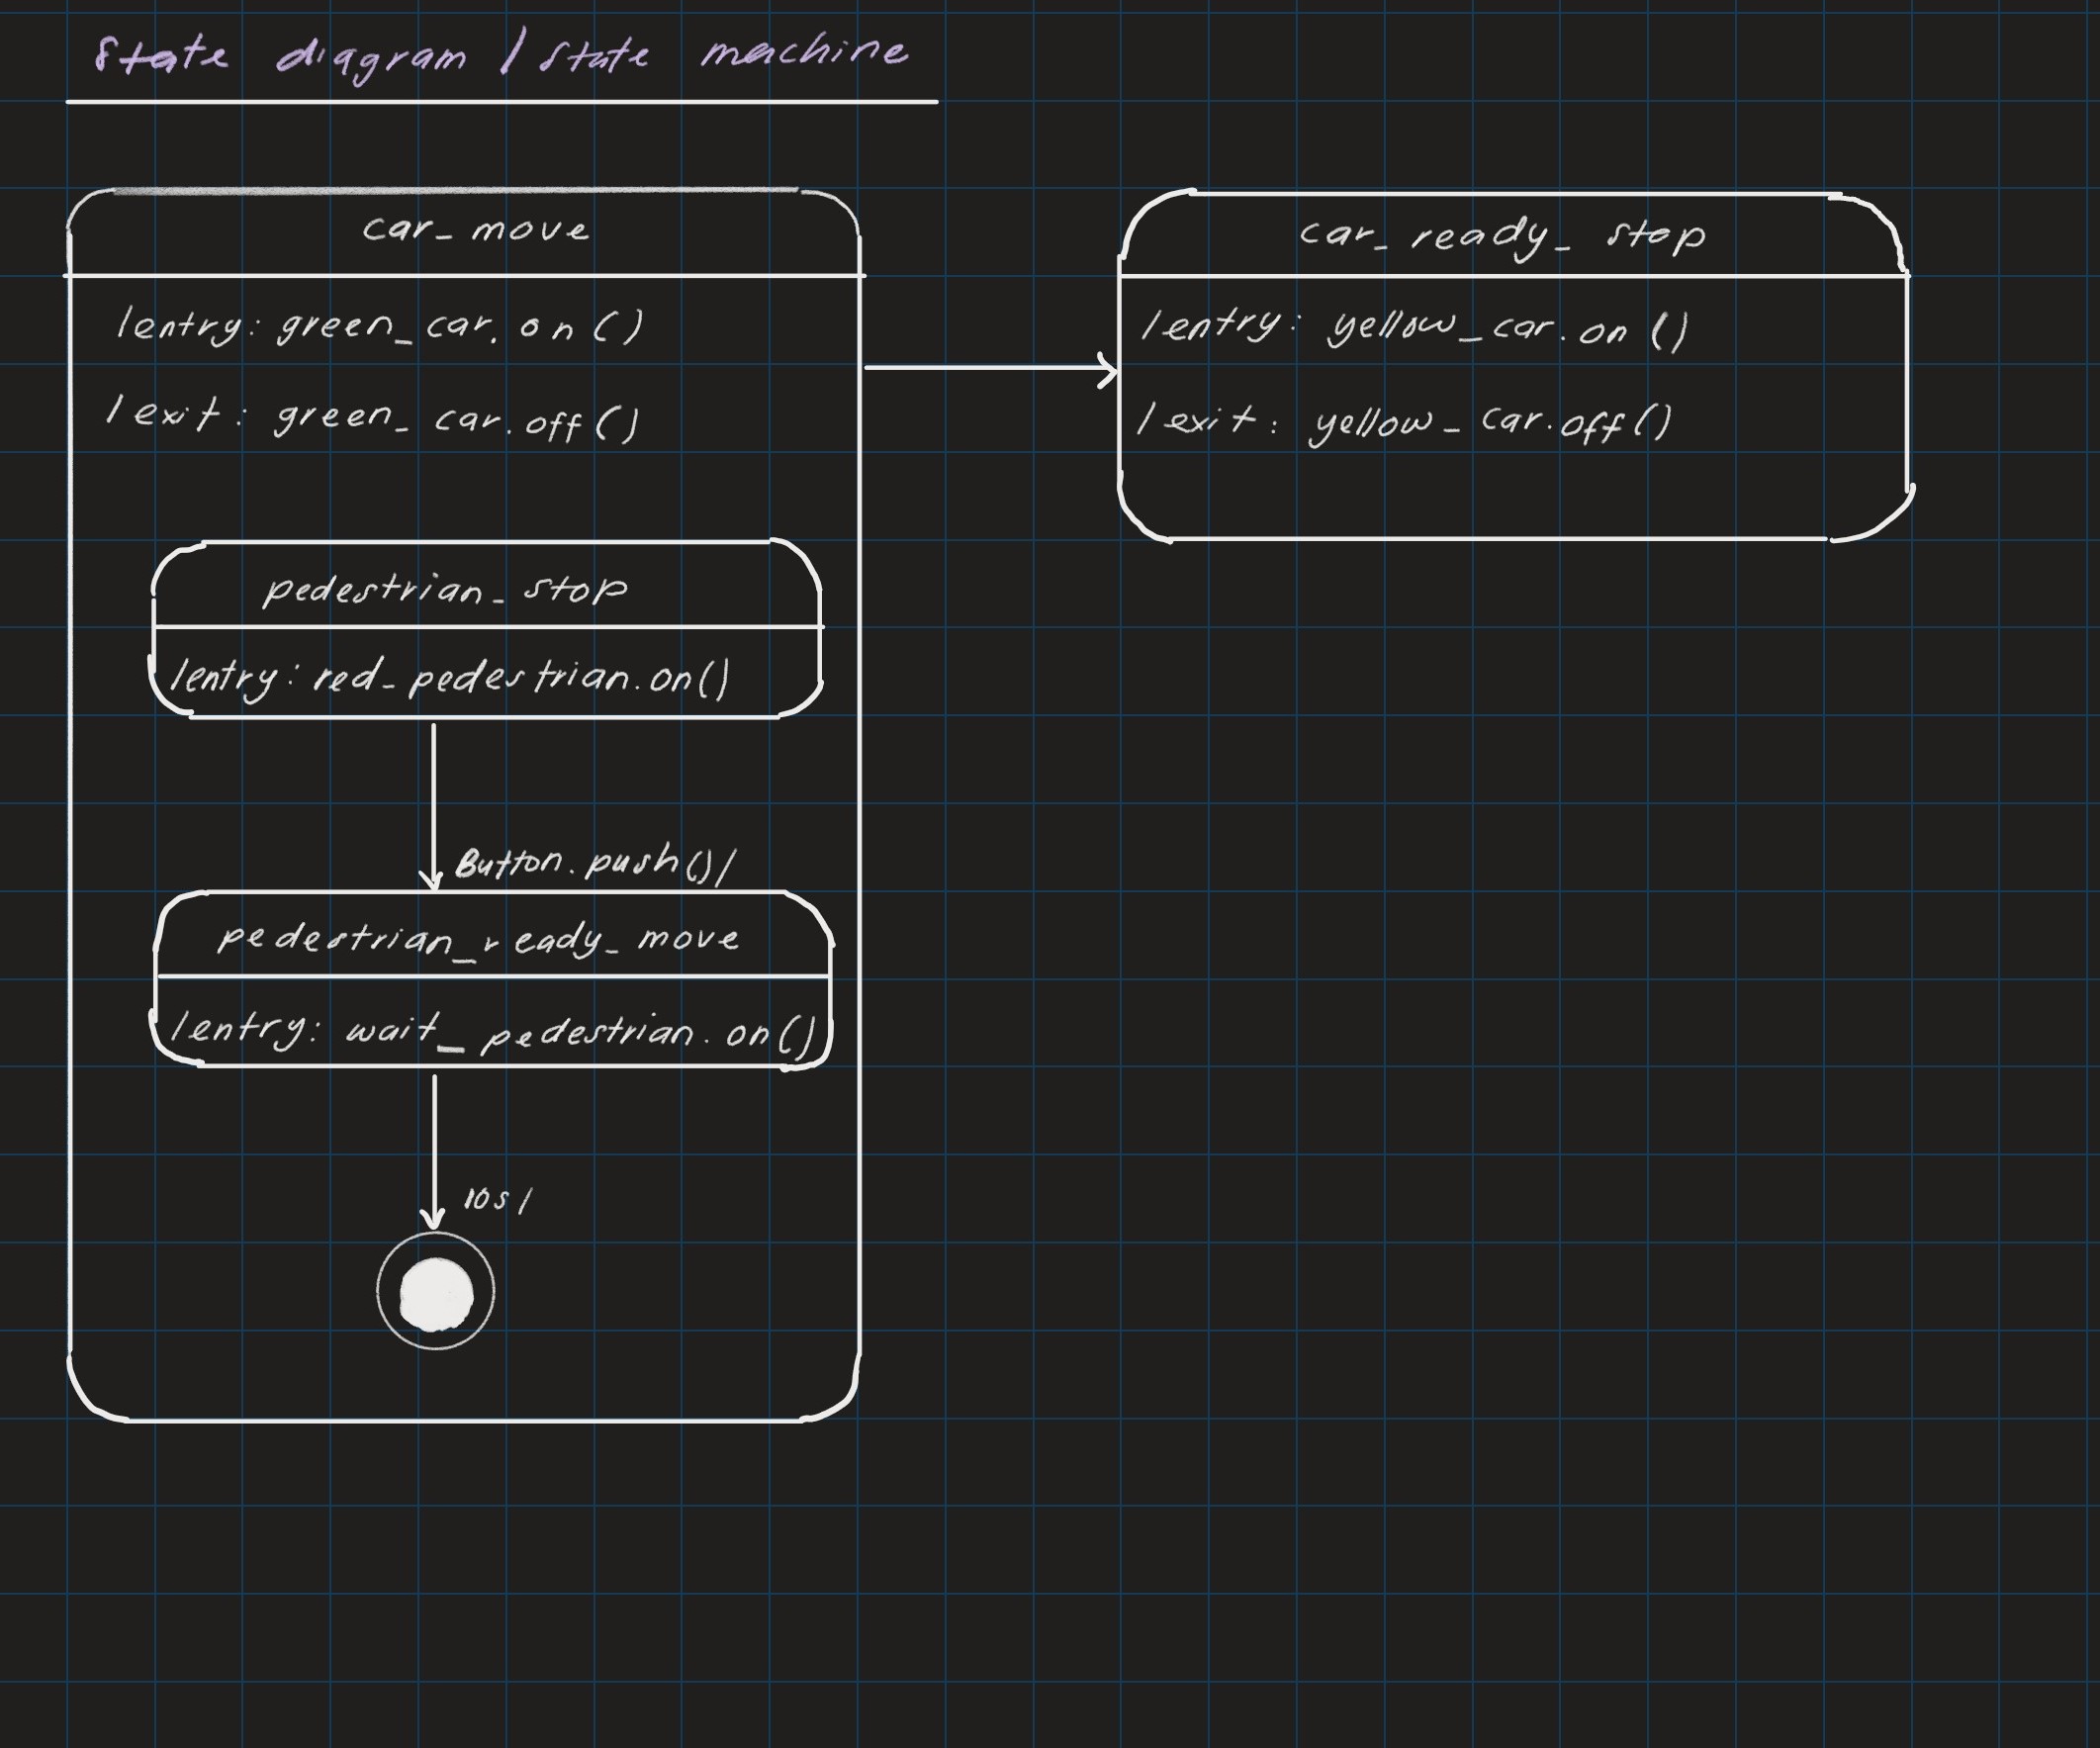 State diagram / State machine
car_move
/entry: green_car.on()
/exit: green_car.off()
pedestrian_stop
/entry: red_pedestrian.on()
Button.push()/
pedestrian_ready_move
/entry: wait_pedestrian.on()
10s/
car_ready_stop
/entry: yellow_car.on()
/exit: yellow_car.off()